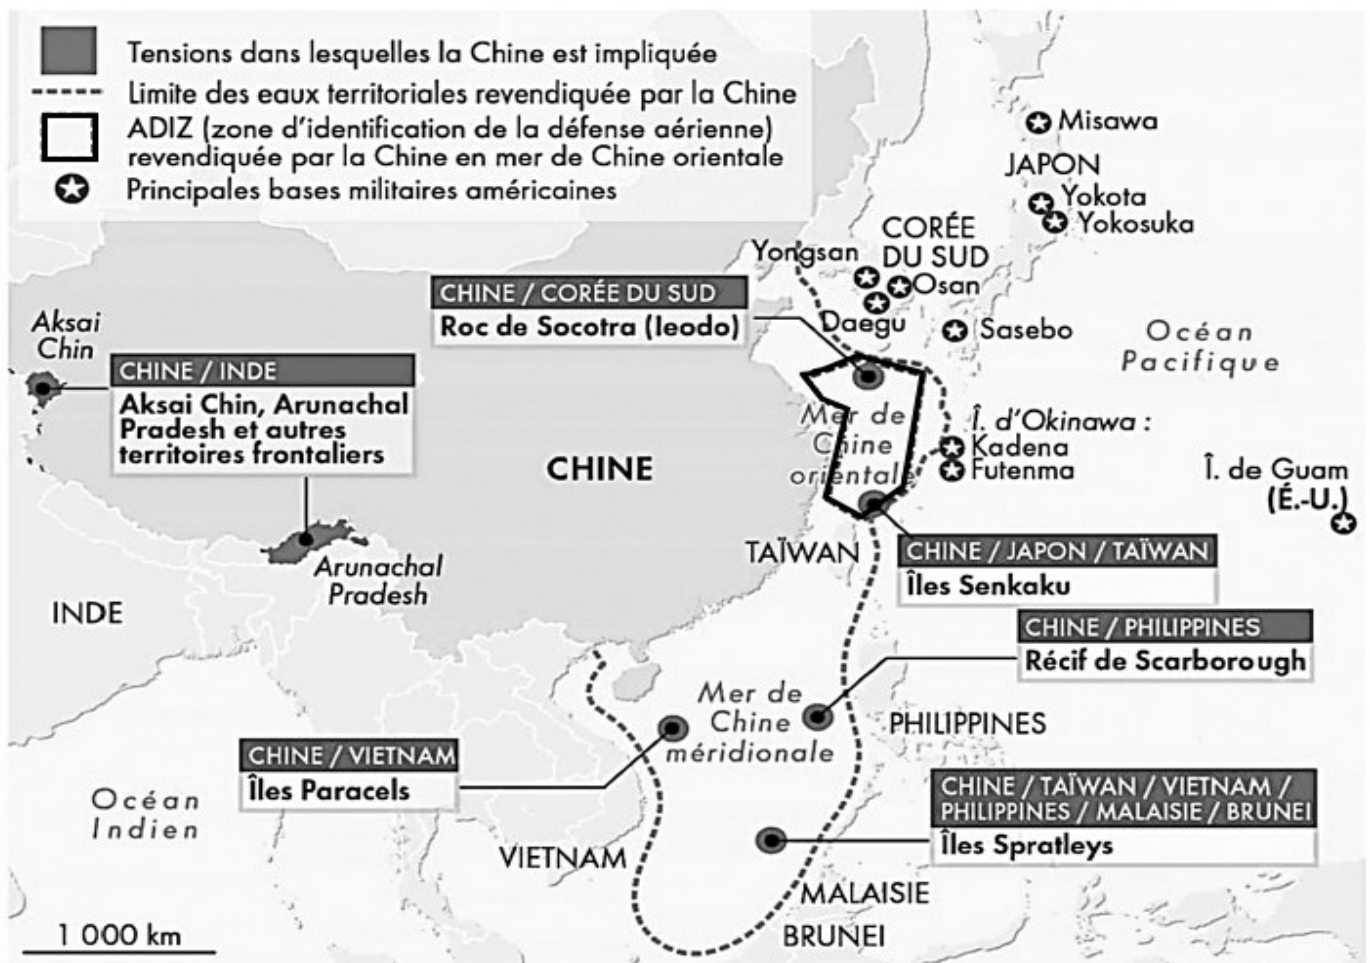 Tensions dans lesquelles la Chine est impliquée
Limite des eaux territoriales revendiquée par la Chine
ADIZ (zone d'identification de la défense aérienne)
revendiquée par la Chine en mer de Chine orientale
Principales bases militaires américaines
Misawa
JAPON
Yokota
Yokosuka
CORÉE
DU SUD
Yongsan
Osan
Daegu
Sasebo
CHINE / CORÉE DU SUD
Roc de Socotra (Ieodo)
Océan
Pacifique
Aksai
Chin
CHINE / INDE
Aksai Chin, Arunachal
Pradesh et autres
territoires frontaliers
CHINE
Mer de
Chine
orientale
Î. d'Okinawa :
Kadena
Futenma
Î. de Guam
(É.-U.)
TAÏWAN
CHINE / JAPON / TAÏWAN
Îles Senkaku
Arunachal
Pradesh
INDE
CHINE / PHILIPPINES
Récif de Scarborough
Mer de
Chine
méridionale
PHILIPPINES
CHINE / VIETNAM
Îles Paracels
Océan
Indien
CHINE / TAÏWAN / VIETNAM /
PHILIPPINES / MALAISIE / BRUNEI
Îles Spratleys
VIETNAM
MALAISIE
BRUNEI
1 000 km